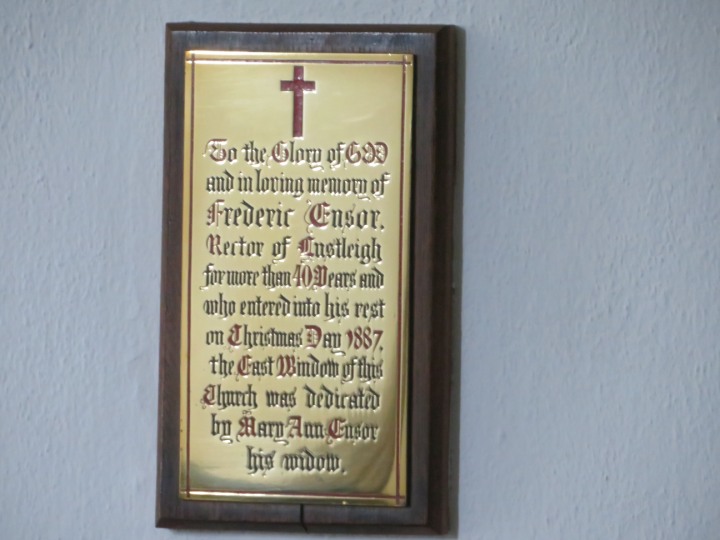 To the Glory of GOD
and in loving memory of
Frederic Ensor.
Rector of Lustleigh
for more than 40 Years and
who entered into his rest
on Christmas Day 1887.
the East Window of this
Church was dedicated
by Mary Ann Ensor
his widow.